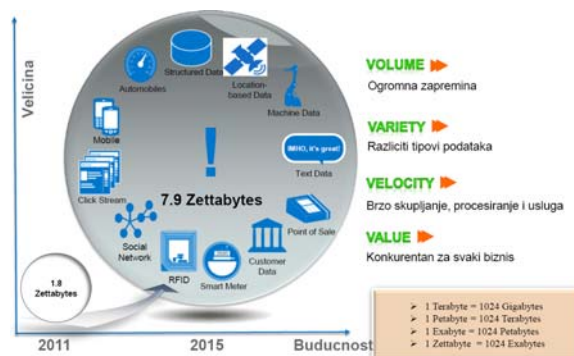 Velicina
Automobiles
Structured Data
Location-
based Data
Machine Data
Mobile
IMHO, it's great!
Text Data
Click Stream
!
7.9 Zettabytes
Point of Sale
Social
Network
RFID
Smart Meter
Customer
Data
1.8
Zettabytes
2011
2015
Buducnost
VOLUME
Ogromna zapremina
VARIETY
Razliciti tipovi podataka
VELOCITY
Brzo skupljanje, procesiranje i usluga
VALUE
Konkurentan za svaki biznis
➢ 1 Terabyte = 1024 Gigabytes
➢ 1 Petabyte = 1024 Terabytes
➢ 1 Exabyte = 1024 Petabytes
➢ 1 Zettabyte = 1024 Exabytes